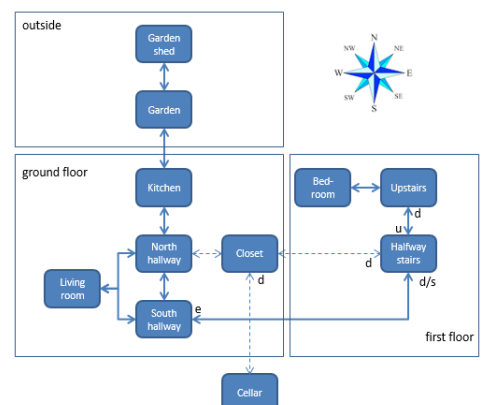 outside
Garden
shed
N
NW
NE
W
E
SW
SE
S
Garden
ground floor
Kitchen
Bed-
room
Upstairs
d
u
North
hallway
Closet
d
d
Halfway
stairs
d/s
Living
room
South
hallway
e
first floor
Cellar